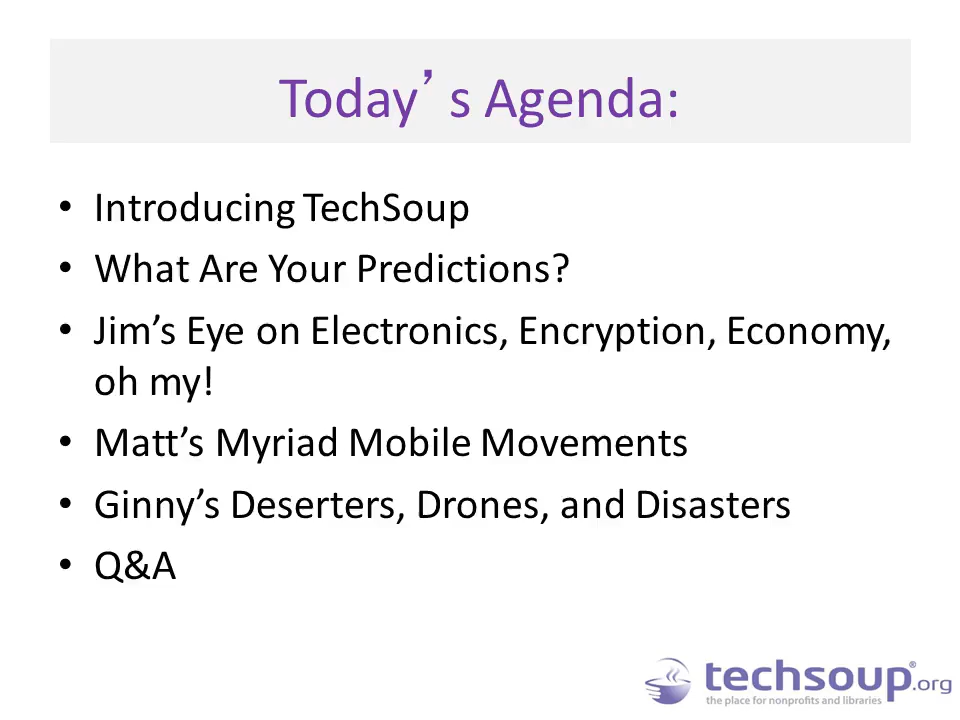 Today’s Agenda:
• Introducing TechSoup
• What Are Your Predictions?
• Jim’s Eye on Electronics, Encryption, Economy,
oh my!
• Matt’s Myriad Mobile Movements
• Ginny’s Deserters, Drones, and Disasters
• Q&A
techsoup®.org
the place for nonprofits and libraries